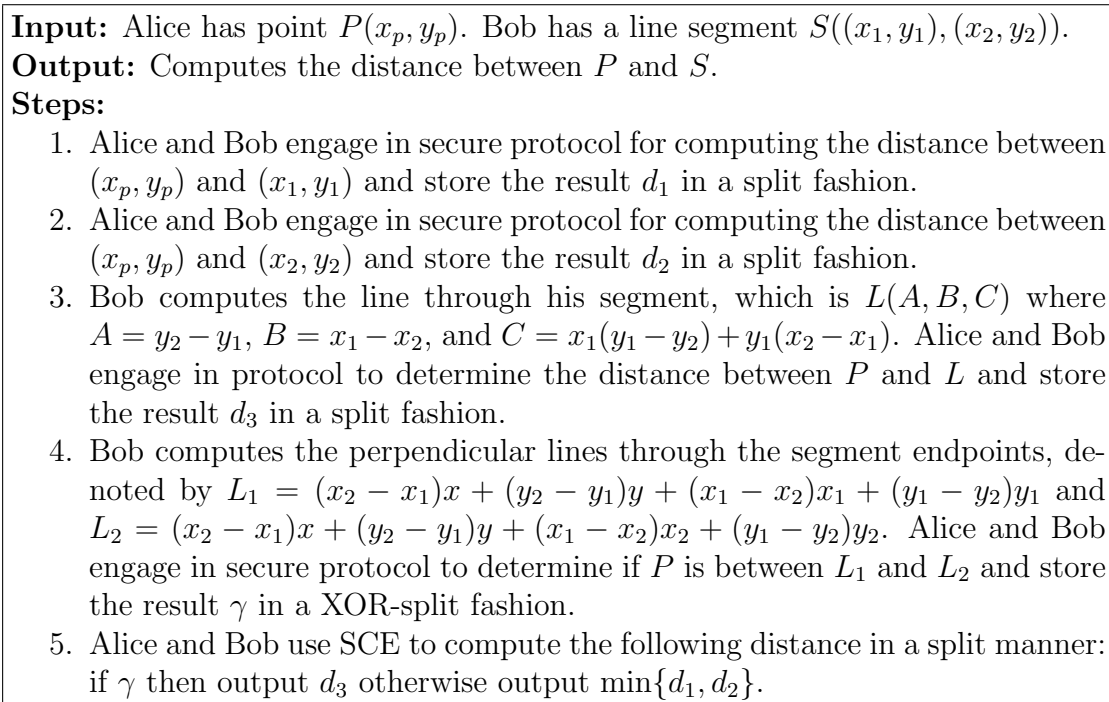 Input: Alice has point P(x_p, y_p). Bob has a line segment S((x_1, y_1), (x_2, y_2)).
Output: Computes the distance between P and S.
Steps:
1. Alice and Bob engage in secure protocol for computing the distance between
(x_p, y_p) and (x_1, y_1) and store the result d_1 in a split fashion.
2. Alice and Bob engage in secure protocol for computing the distance between
(x_p, y_p) and (x_2, y_2) and store the result d_2 in a split fashion.
3. Bob computes the line through his segment, which is L(A, B, C) where
A = y_2 − y_1, B = x_1 − x_2, and C = x_1(y_1 − y_2) + y_1(x_2 − x_1). Alice and Bob
engage in protocol to determine the distance between P and L and store
the result d_3 in a split fashion.
4. Bob computes the perpendicular lines through the segment endpoints, de-
noted by L_1 = (x_2 − x_1)x + (y_2 − y_1)y + (x_1 − x_2)x_1 + (y_1 − y_2)y_1 and
L_2 = (x_2 − x_1)x + (y_2 − y_1)y + (x_1 − x_2)x_2 + (y_1 − y_2)y_2. Alice and Bob
engage in secure protocol to determine if P is between L_1 and L_2 and store
the result γ in a XOR-split fashion.
5. Alice and Bob use SCE to compute the following distance in a split manner:
if γ then output d_3 otherwise output min{d_1, d_2}.